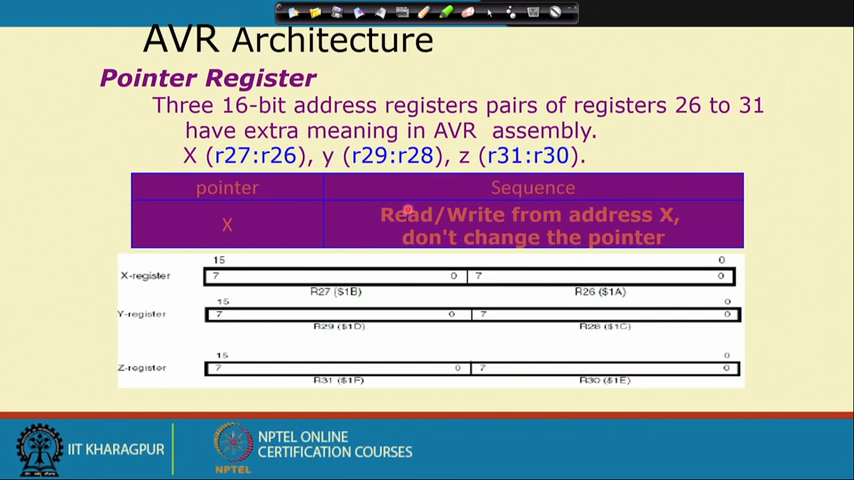 AVR Architecture
Pointer Register
Three 16-bit address registers pairs of registers 26 to 31
have extra meaning in AVR assembly.
X (r27:r26), y (r29:r28), z (r31:r30).
pointer Sequence
X Read/Write from address X,
don't change the pointer
15 0
X-register 7 0 7 0
R27 ($1B) R26 ($1A)
15 0
Y-register 7 0 7 0
R29 ($1D) R28 ($1C)
15 0
Z-register 7 0 7 0
R31 ($1F) R30 ($1E)
IIT KHARAGPUR
NPTEL
NPTEL ONLINE
CERTIFICATION COURSES